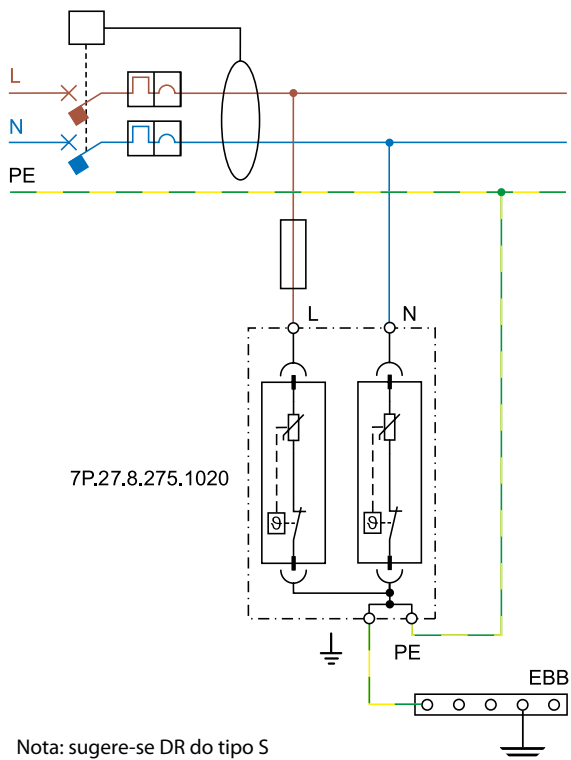 L
N
PE
L
N
7P.27.8.275.1020
ϑ
ϑ
PE
EBB
Nota: sugere-se DR do tipo S